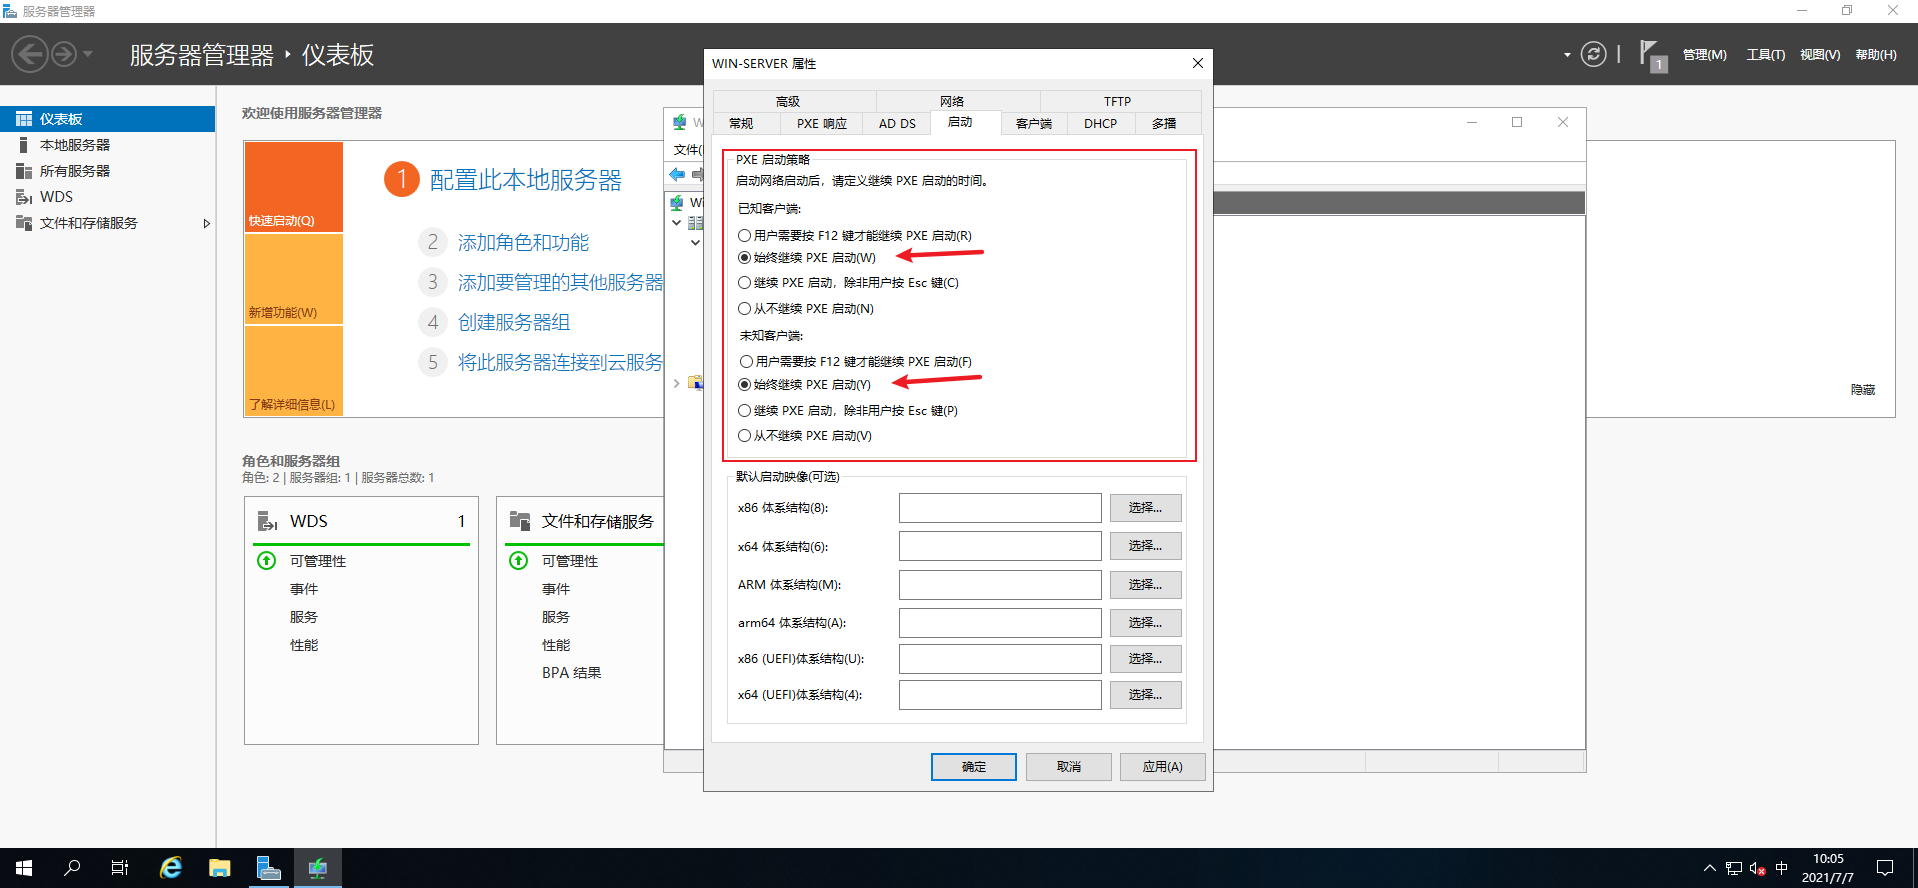 服务器管理器
服务器管理器 · 仪表板
1
管理(M)
工具(T)
视图(V)
帮助(H)
仪表板
本地服务器
所有服务器
WDS
文件和存储服务
欢迎使用服务器管理器
快速启动(Q)
新增功能(W)
了解详细信息(L)
1 配置此本地服务器
2 添加角色和功能
3 添加要管理的其他服务器
4 创建服务器组
5 将此服务器连接到云服务
隐藏
角色和服务器组
角色: 2 | 服务器组: 1 | 服务器总数: 1
WDS 1
可管理性
事件
服务
性能
文件和存储服务
可管理性
事件
服务
性能
BPA 结果
W
文件(
Wi
WIN-SERVER 属性
高级
网络
TFTP
常规
PXE 响应
AD DS
启动
客户端
DHCP
多播
PXE 启动策略
启动网络启动后，请定义继续 PXE 启动的时间。
已知客户端:
用户需要按 F12 键才能继续 PXE 启动(R)
始终继续 PXE 启动(W)
继续 PXE 启动，除非用户按 Esc 键(C)
从不继续 PXE 启动(N)
未知客户端:
用户需要按 F12 键才能继续 PXE 启动(F)
始终继续 PXE 启动(Y)
继续 PXE 启动，除非用户按 Esc 键(P)
从不继续 PXE 启动(V)
默认启动映像(可选)
x86 体系结构(8): 选择...
x64 体系结构(6): 选择...
ARM 体系结构(M): 选择...
arm64 体系结构(A): 选择...
x86 (UEFI)体系结构(U): 选择...
x64 (UEFI)体系结构(4): 选择...
确定
取消
应用(A)
中
10:05
2021/7/7